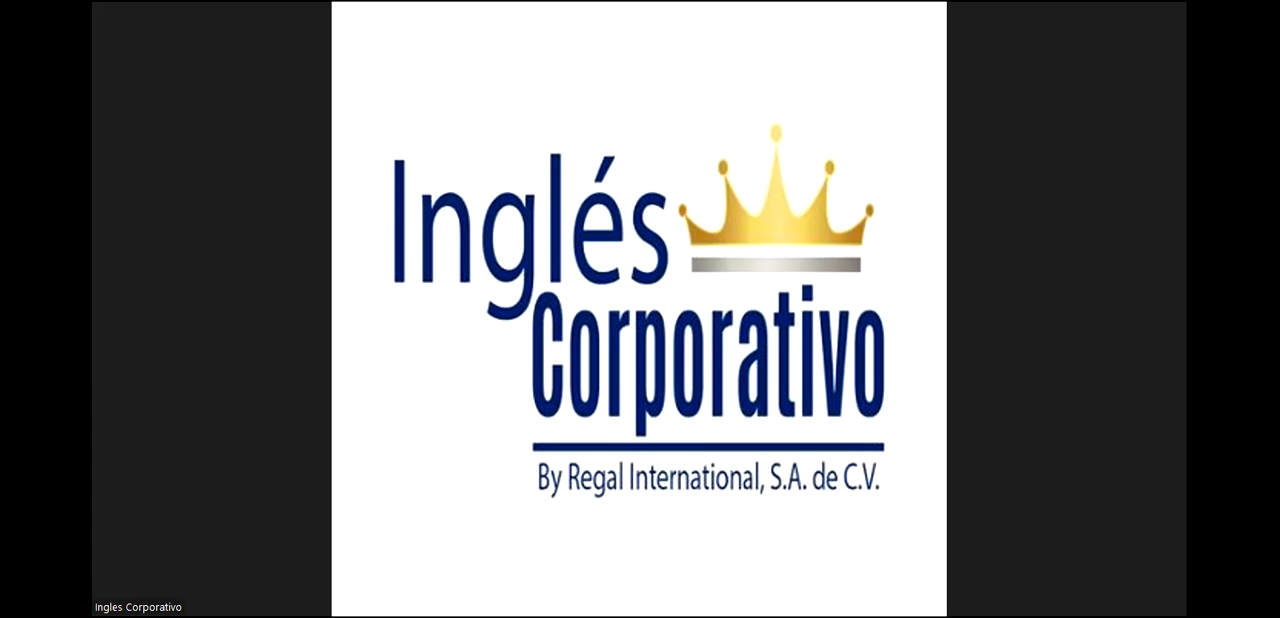 Inglés
Corporativo
By Regal International, S.A. de C.V.
Ingles Corporativo